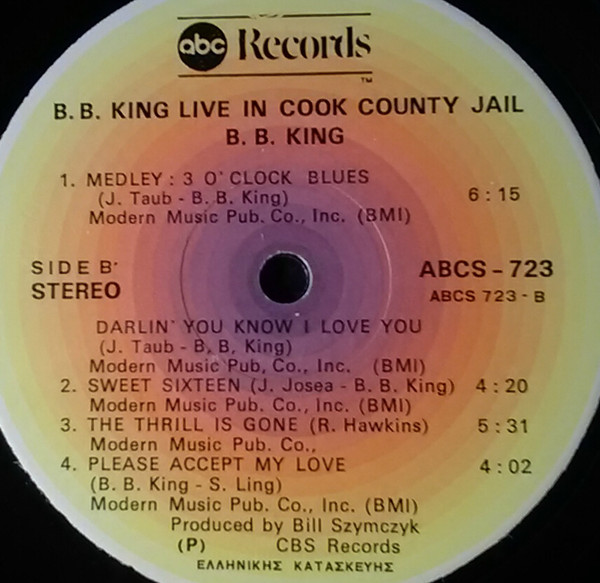 abc Records
TM
B. B. KING LIVE IN COOK COUNTY JAIL
B. B. KING
1. MEDLEY : 3 O' CLOCK BLUES
(J. Taub - B. B. King) 6 : 15
Modern Music Pub. Co., Inc. (BMI)
SIDE B' ABCS - 723
STEREO ABCS 723 - B
DARLIN' YOU KNOW I LOVE YOU
(J. Taub - B, B, King)
Modern Music Pub, Co., Inc. (BMI)
2. SWEET SIXTEEN (J. Josea - B. B. King) 4 : 20
Modern Music Pub. Co., Inc. (BMI)
3. THE THRILL IS GONE (R. Hawkins) 5 : 31
Modern Music Pub. Co.,
4. PLEASE ACCEPT MY LOVE 4 : 02
(B. B. King - S. Ling)
Modern Music Pub. Co., Inc. (BMI)
Produced by Bill Szymczyk
(P) CBS Records
ΕΛΛΗΝΙΚΗΣ ΚΑΤΑΣΚΕΥΗΣ